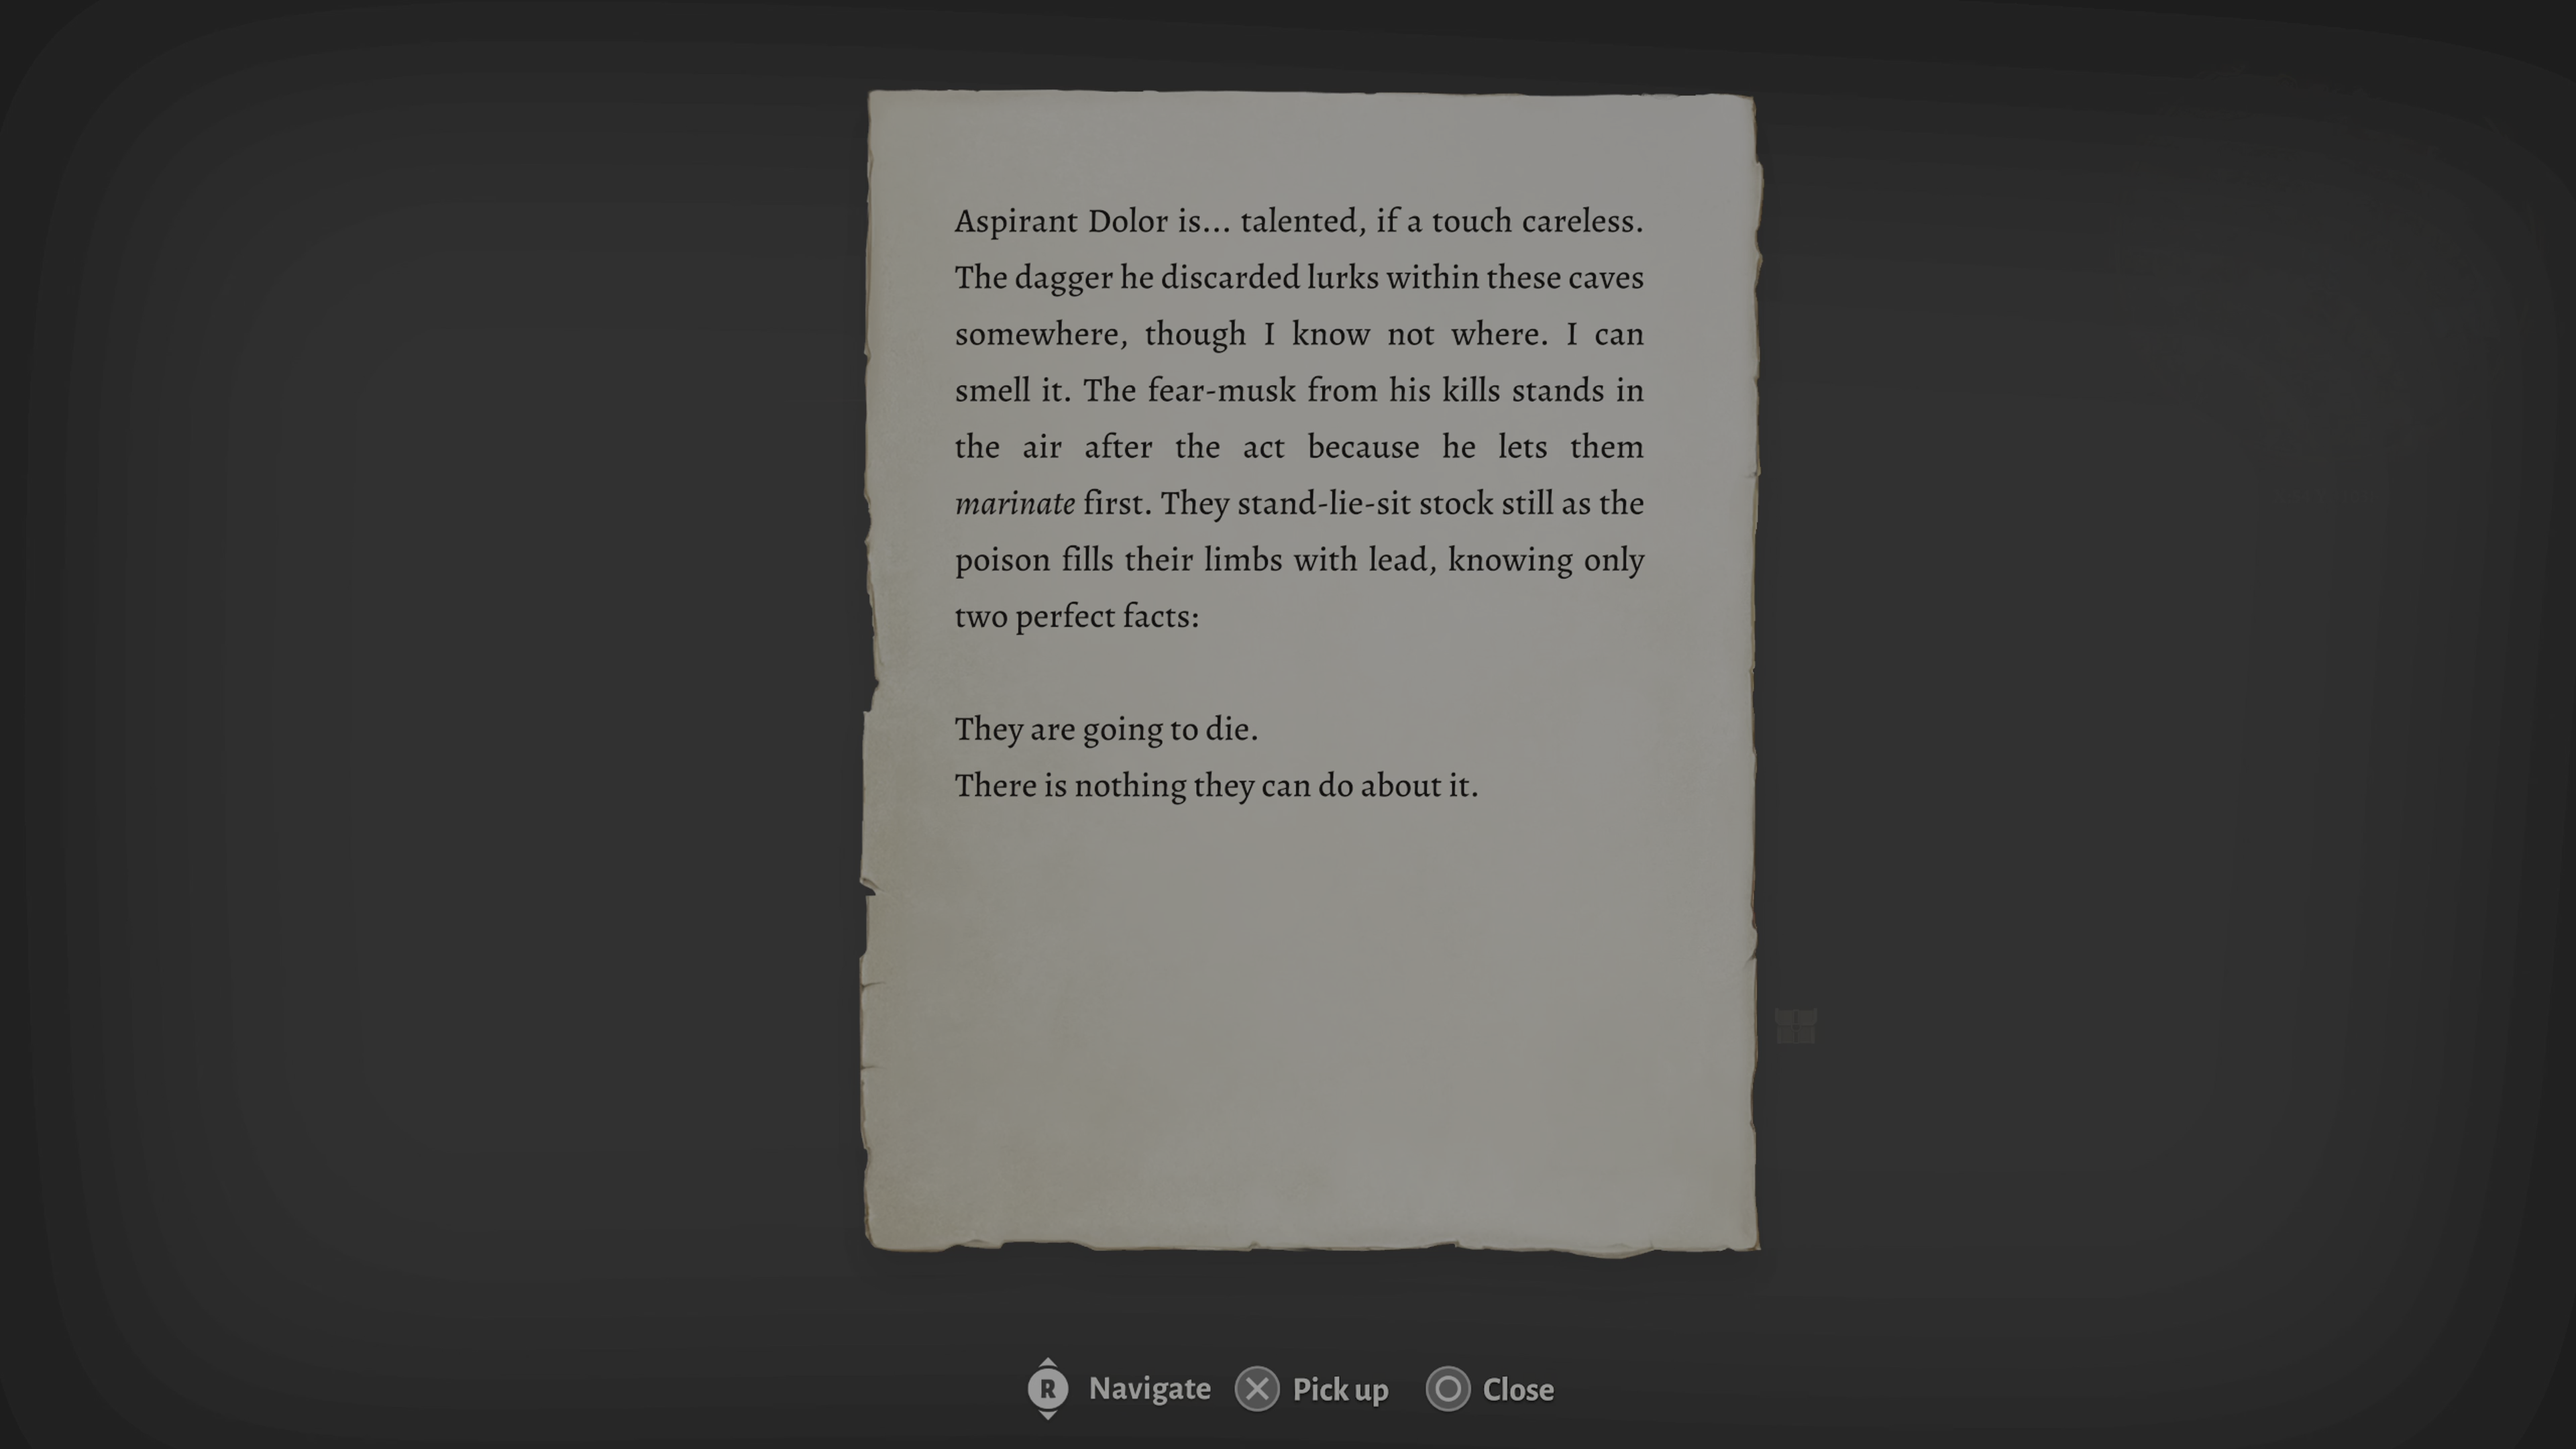 Aspirant Dolor is... talented, if a touch careless.
The dagger he discarded lurks within these caves
somewhere, though I know not where. I can
smell it. The fear-musk from his kills stands in
the air after the act because he lets them
marinate first. They stand-lie-sit stock still as the
poison fills their limbs with lead, knowing only
two perfect facts:
They are going to die.
There is nothing they can do about it.
R Navigate Pick up Close